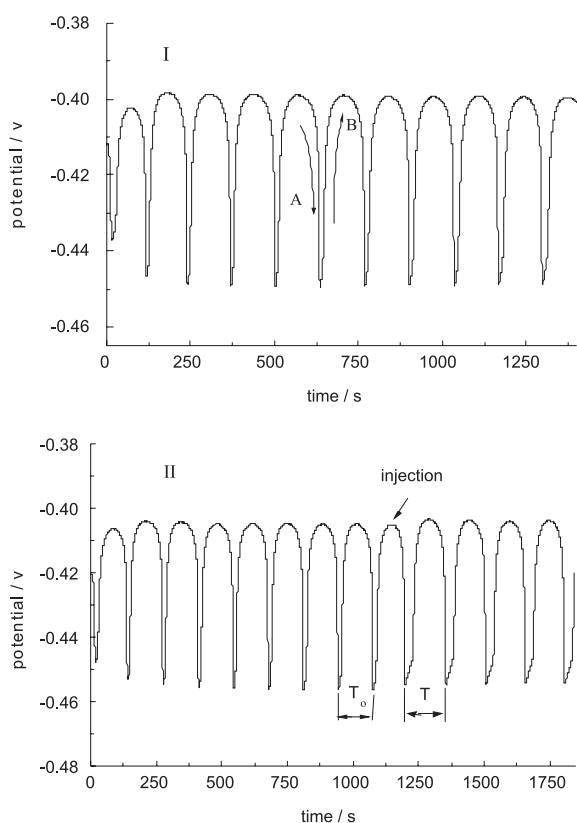 -0.38
I
-0.40
B
-0.42
A
-0.44
-0.46
potential / v
0 250 500 750 1000 1250
time / s
-0.38
II
injection
-0.40
-0.42
-0.44
-0.46
To T
-0.48
potential / v
0 250 500 750 1000 1250 1500 1750
time / s